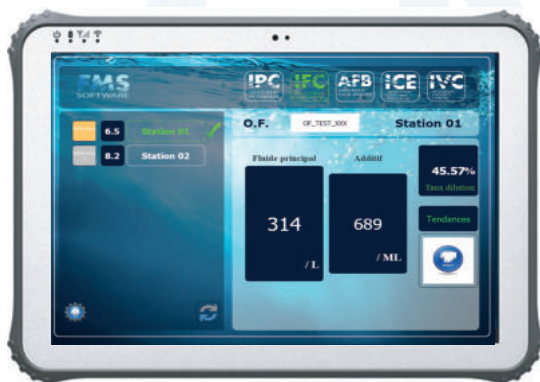 FMS
SOFTWARE
IPC IFC AFB ICE IVC
O.F. OF_TEST_XXX Station 01
6.5 Station 01
8.2 Station 02
Fluide principal Additif
45.57%
Taux dilution
314 689
/ L / ML
Tendances